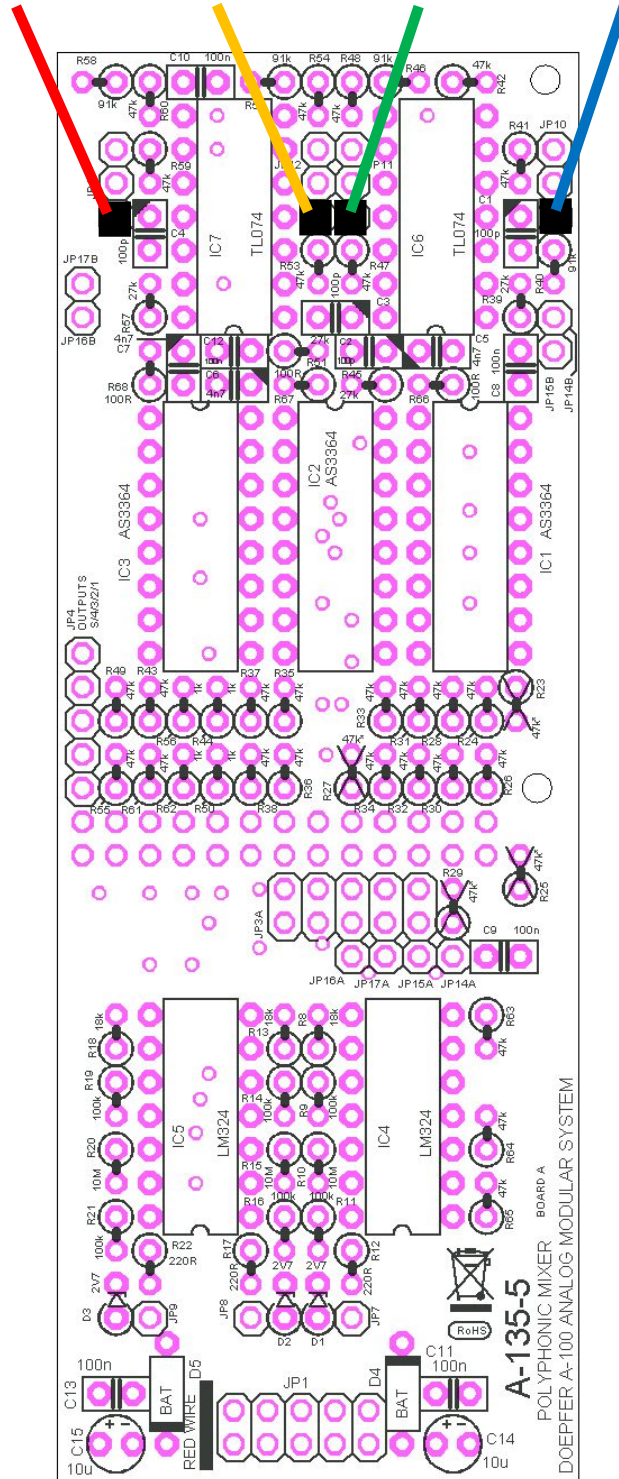 R58
91k
47k
R60
C10
100n
91k
R54
R48
91k
R46
47k
R42
47k
47k
R59
47k
R41
JP10
47k
IC7
TL074
IC6
TL074
C4
100p
C1
100p
JP17B
JP16B
27k
R57
R53
47k
R47
47k
100p
C3
27k
R39
R40
91k
4n7
C7
C12
100n
C6
4n7
27k
R51
100R
C2
100p
C5
4n7
100n
C8
JP15B
JP14B
R68
100R
R67
R45
27k
R66
100R
AS3364
IC3
IC2
AS3364
AS3364
IC1
JP4
OUTPUTS
S/4/3/2/1
R49
R43
R37
R35
47k
47k
1k
1k
47k
47k
47k
R33
47k
47k
47k
R23
47k*
R56
R44
R31
R28
R24
47k
47k
1k
1k
47k
47k
47k*
47k
47k
47k
47k
R55
R61
R62
R50
R38
R36
R27
R34
R32
R30
R26
47k*
R25
R29
47k*
JP3A
C9
100n
JP16A
JP17A
JP15A
JP14A
18k
R18
R13
18k
R8
18k
R63
47k
R19
100k
R14
R9
100k
IC5
LM324
IC4
LM324
R20
10M
R15
10M
R10
10M
47k
R64
R21
100k
R16
100k
100k
R11
47k
R65
R22
220R
R17
220R
R12
220R
2V7
2V7
2V7
D3
JP9
JP8
D2
D1
JP7
RoHS
BOARD A
A-135-5
POLYPHONIC MIXER
DOEPFER A-100 ANALOG MODULAR SYSTEM
C13
100n
BAT
D5
RED WIRE
JP1
D4
BAT
C11
100n
C15
10u
+ -
C14
10u
+ -